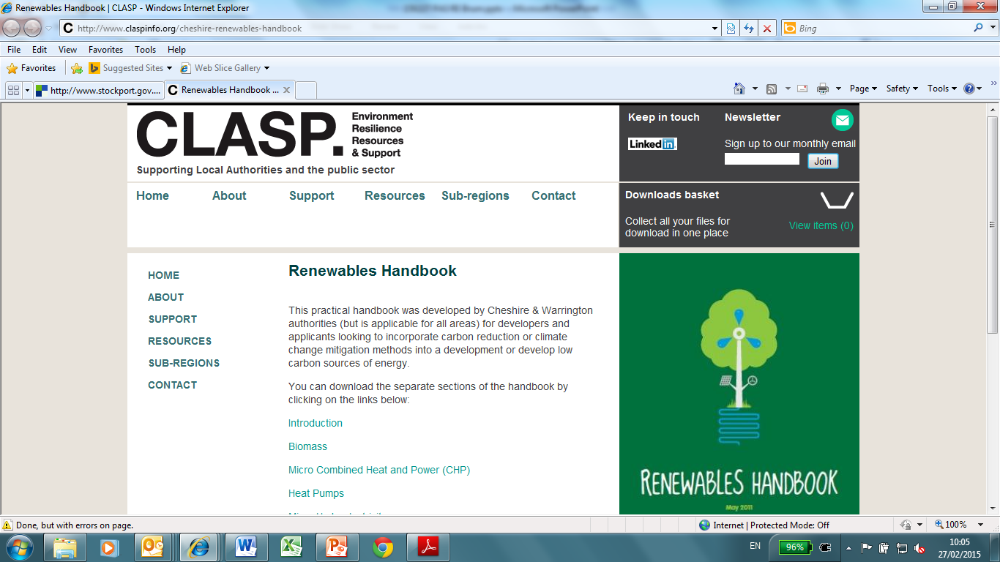 Renewables Handbook | CLASP - Windows Internet Explorer
http://www.claspinfo.org/cheshire-renewables-handbook
Bing
File Edit View Favorites Tools Help
Favorites Suggested Sites Web Slice Gallery
http://www.stockport.gov.... Renewables Handbook ... Page Safety Tools
CLASP.
Environment
Resilience
Resources
& Support
Supporting Local Authorities and the public sector
Keep in touch
Linked in
Newsletter
Sign up to our monthly email
Join
Home About Support Resources Sub-regions Contact
Downloads basket
Collect all your files for
download in one place
View items (0)
HOME
ABOUT
SUPPORT
RESOURCES
SUB-REGIONS
CONTACT
Renewables Handbook
This practical handbook was developed by Cheshire & Warrington
authorities (but is applicable for all areas) for developers and
applicants looking to incorporate carbon reduction or climate
change mitigation methods into a development or develop low
carbon sources of energy.
You can download the separate sections of the handbook by
clicking on the links below:
Introduction
Biomass
Micro Combined Heat and Power (CHP)
Heat Pumps
RENEWABLES HANDBOOK
May 2011
Done, but with errors on page.
Internet | Protected Mode: Off
100%
EN
96%
10:05
27/02/2015